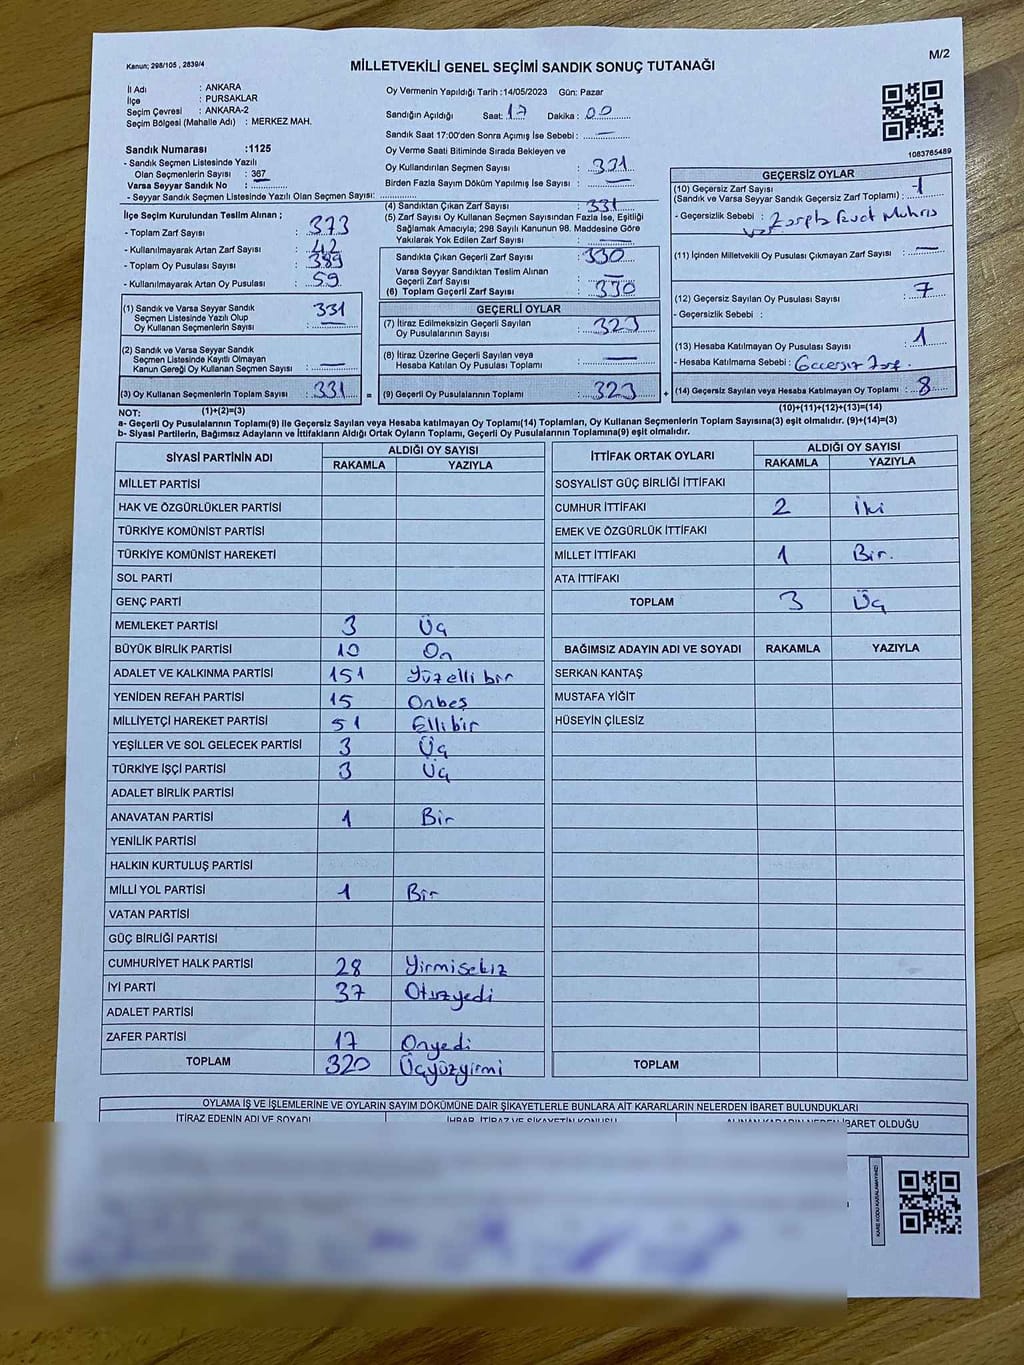 M/2
Kanun; 298/105 , 2839/4
MİLLETVEKİLİ GENEL SEÇİMİ SANDIK SONUÇ TUTANAĞI
İl Adı : ANKARA
İlçe : PURSAKLAR
Seçim Çevresi : ANKARA-2
Seçim Bölgesi (Mahalle Adı) : MERKEZ MAH.
Sandık Numarası :1125
- Sandık Seçmen Listesinde Yazılı
Olan Seçmenlerin Sayısı : 367
Varsa Seyyar Sandık No :
- Seyyar Sandık Seçmen Listesinde Yazılı Olan Seçmen Sayısı:
İlçe Seçim Kurulundan Teslim Alınan ;
- Toplam Zarf Sayısı : 373
- Kullanılmayarak Artan Zarf Sayısı : 42
- Toplam Oy Pusulası Sayısı : 389
- Kullanılmayarak Artan Oy Pusulası : 59
(1) Sandık ve Varsa Seyyar Sandık
Seçmen Listesinde Yazılı Olup
Oy Kullanan Seçmenlerin Sayısı : 331
(2) Sandık ve Varsa Seyyar Sandık
Seçmen Listesinde Kayıtlı Olmayan
Kanun Gereği Oy Kullanan Seçmen Sayısı : —
(3) Oy Kullanan Seçmenlerin Toplam Sayısı : 331 =
(1)+(2)=(3)
Oy Vermenin Yapıldığı Tarih :14/05/2023 Gün: Pazar
Sandığın Açıldığı Saat: 17 Dakika : 00
Sandık Saat 17:00'den Sonra Açımış İse Sebebi : —
Oy Verme Saati Bitiminde Sırada Bekleyen ve
Oy Kullandırılan Seçmen Sayısı : 331
Birden Fazla Sayım Döküm Yapılmış İse Sayısı : —
(4) Sandıktan Çıkan Zarf Sayısı : 331
(5) Zarf Sayısı Oy Kullanan Seçmen Sayısından Fazla İse, Eşitliği
Sağlamak Amacıyla; 298 Sayılı Kanunun 98. Maddesine Göre
Yakılarak Yok Edilen Zarf Sayısı : —
Sandıkta Çıkan Geçerli Zarf Sayısı : 330
Varsa Seyyar Sandıktan Teslim Alınan
Geçerli Zarf Sayısı : —
(6) Toplam Geçerli Zarf Sayısı : 330
GEÇERLİ OYLAR
(7) İtiraz Edilmeksizin Geçerli Sayılan
Oy Pusulalarının Sayısı : 323
(8) İtiraz Üzerine Geçerli Sayılan veya
Hesaba Katılan Oy Pusulası Toplamı : —
(9) Geçerli Oy Pusulalarının Toplamı : 323 +
1083765489
GEÇERSİZ OYLAR
(10) Geçersiz Zarf Sayısı
(Sandık ve Varsa Seyyar Sandık Geçersiz Zarf Toplamı) : 1
- Geçersizlik Sebebi :
(11) İçinden Milletvekili Oy Pusulası Çıkmayan Zarf Sayısı : —
(12) Geçersiz Sayılan Oy Pusulası Sayısı : 7
- Geçersizlik Sebebi :
(13) Hesaba Katılmayan Oy Pusulası Sayısı : 1
- Hesaba Katılmama Sebebi : Geçersiz Zarf.
(14) Geçersiz Sayılan veya Hesaba Katılmayan Oy Toplamı : 8
(10)+(11)+(12)+(13)=(14)
NOT:
a- Geçerli Oy Pusulalarının Toplamı(9) ile Geçersiz Sayılan veya Hesaba katılmayan Oy Toplamı(14) Toplamları, Oy Kullanan Seçmenlerin Toplam Sayısına(3) eşit olmalıdır. (9)+(14)=(3)
b- Siyasi Partilerin, Bağımsız Adayların ve İttifakların Aldığı Ortak Oyların Toplamı, Geçerli Oy Pusulalarının Toplamına(9) eşit olmalıdır.
SİYASİ PARTİNİN ADI ALDIĞI OY SAYISI
RAKAMLA YAZIYLA
MİLLET PARTİSİ
HAK VE ÖZGÜRLÜKLER PARTİSİ
TÜRKİYE KOMÜNİST PARTİSİ
TÜRKİYE KOMÜNİST HAREKETİ
SOL PARTİ
GENÇ PARTİ
MEMLEKET PARTİSİ 3 Üç
BÜYÜK BİRLİK PARTİSİ 10 On
ADALET VE KALKINMA PARTİSİ 151 Yüzelli bir
YENİDEN REFAH PARTİSİ 15 Onbeş
MİLLİYETÇİ HAREKET PARTİSİ 51 Ellibir
YEŞİLLER VE SOL GELECEK PARTİSİ 3 Üç
TÜRKİYE İŞÇİ PARTİSİ 3 Üç
ADALET BİRLİK PARTİSİ
ANAVATAN PARTİSİ 1 Bir
YENİLİK PARTİSİ
HALKIN KURTULUŞ PARTİSİ
MİLLİ YOL PARTİSİ 1 Bir
VATAN PARTİSİ
GÜÇ BİRLİĞİ PARTİSİ
CUMHURİYET HALK PARTİSİ 28 Yirmisekiz
İYİ PARTİ 37 Otuzyedi
ADALET PARTİSİ
ZAFER PARTİSİ 17 Onyedi
TOPLAM 320 Üçyüzyirmi
İTTİFAK ORTAK OYLARI ALDIĞI OY SAYISI
RAKAMLA YAZIYLA
SOSYALİST GÜÇ BİRLİĞİ İTTİFAKI
CUMHUR İTTİFAKI 2 İki
EMEK VE ÖZGÜRLÜK İTTİFAKI
MİLLET İTTİFAKI 1 Bir.
ATA İTTİFAKI
TOPLAM 3 Üç
BAĞIMSIZ ADAYIN ADI VE SOYADI RAKAMLA YAZIYLA
SERKAN KANTAŞ
MUSTAFA YİĞİT
HÜSEYİN ÇİLESİZ
TOPLAM
OYLAMA İŞ VE İŞLEMLERİNE VE OYLARIN SAYIM DÖKÜMÜNE DAİR ŞİKAYETLERLE BUNLARA AİT KARARLARIN NELERDEN İBARET BULUNDUKLARI
İTİRAZ EDENİN ADI VE SOYADI İHBAR, İTİRAZ VE ŞİKAYETİN KONUSU ALINAN KARARIN NEDEN İBARET OLDUĞU
KARE KODU KARALAMAYINIZ!